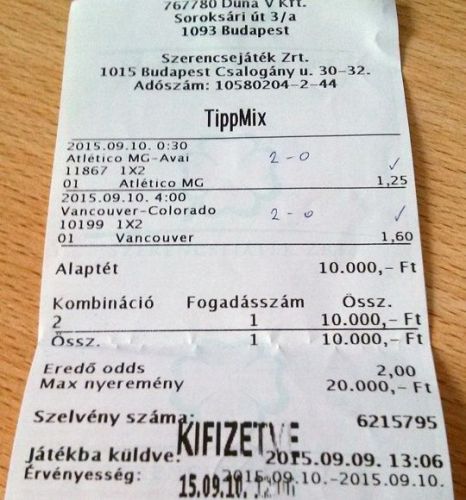 767780 Duna V Kft.
Soroksári út 3/a
1093 Budapest
Szerencsejáték Zrt.
1015 Budapest Csalogány u. 30-32.
Adószám: 10580204-2-44
TippMix
2015.09.10. 0:30
Atlético MG-Avai 2-0 ✓
11867 1X2
01 Atlético MG 1,25
2015.09.10. 4:00
Vancouver-Colorado 2-0 ✓
10199 1X2
01 Vancouver 1,60
Alaptét 10.000,- Ft
Kombináció Fogadásszám Össz.
2 1 10.000,- Ft
Össz. 1 10.000,- Ft
Eredő odds 2,00
Max nyeremény 20.000,- Ft
Szelvény száma: 6215795
KIFIZETVE
Játékba küldve: 2015.09.09. 13:06
Érvényesség: 2015.09.10.-2015.09.10.
15.09.10.